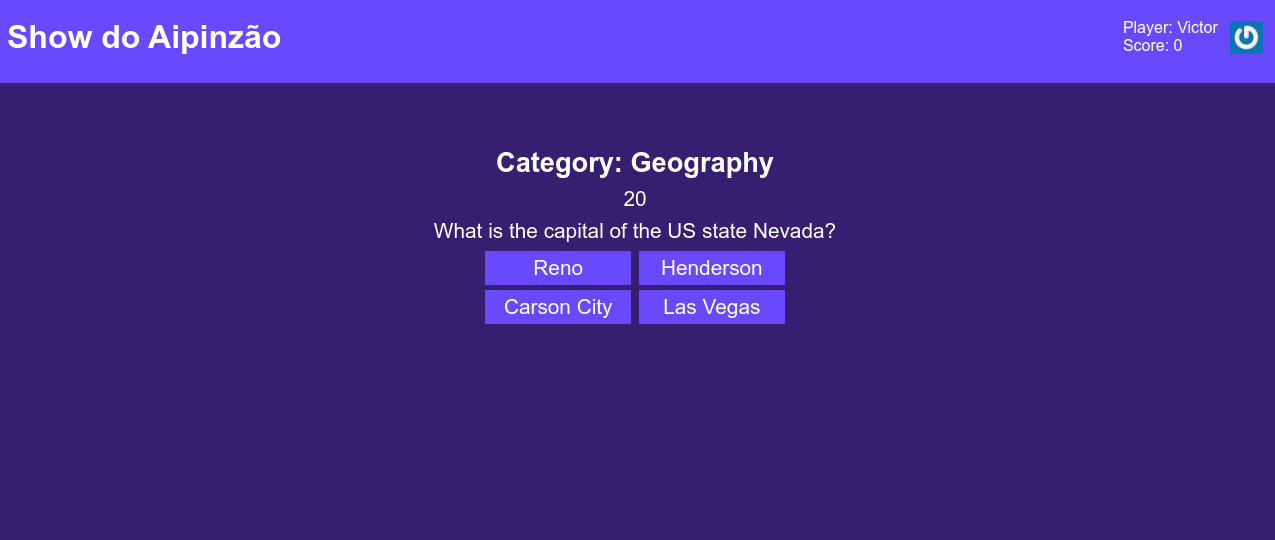 Show do Aipinzão
Player: Victor
Score: 0
Category: Geography
20
What is the capital of the US state Nevada?
Reno
Henderson
Carson City
Las Vegas